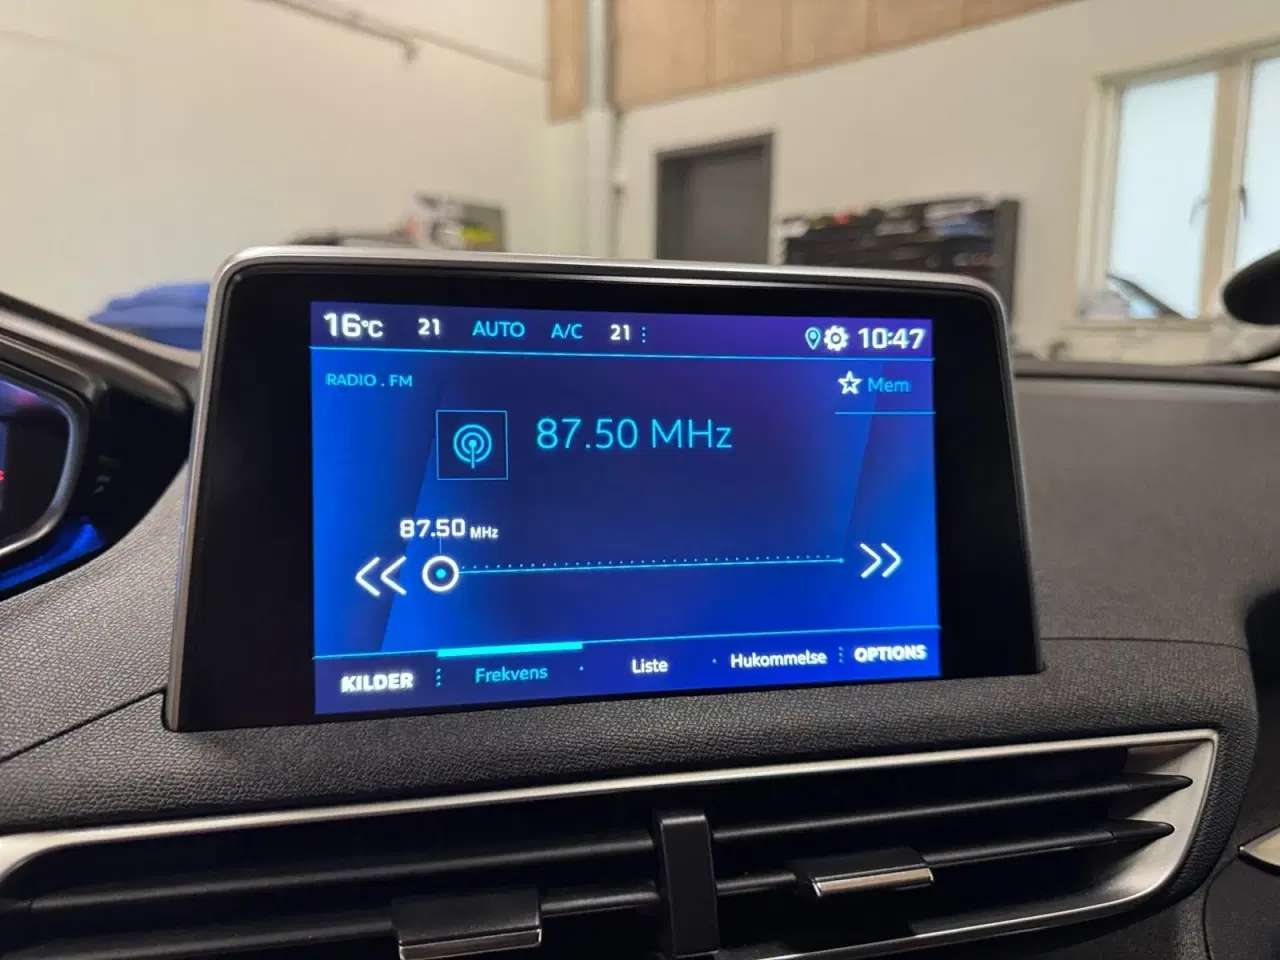 16°C 21 AUTO A/C 21 10:47
RADIO . FM
Mem
87.50 MHz
87.50 MHz
KILDER Frekvens Liste Hukommelse OPTIONS